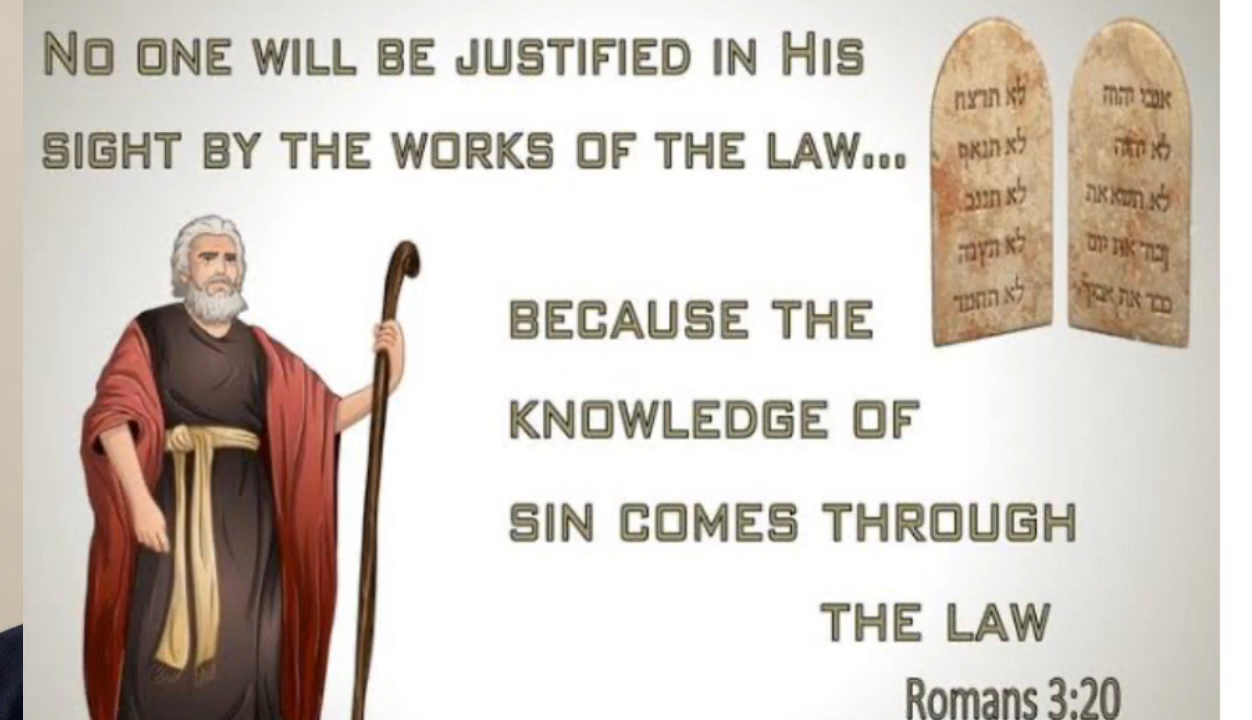 NO ONE WILL BE JUSTIFIED IN HIS
SIGHT BY THE WORKS OF THE LAW...
BECAUSE THE
KNOWLEDGE OF
SIN COMES THROUGH
THE LAW
Romans 3:20
אנכי יהוה
לא יהיה
לא תשא את
זכור את יום
כבד את אביך
לא תרצח
לא תנאף
לא תגנב
לא תענה
לא תחמד